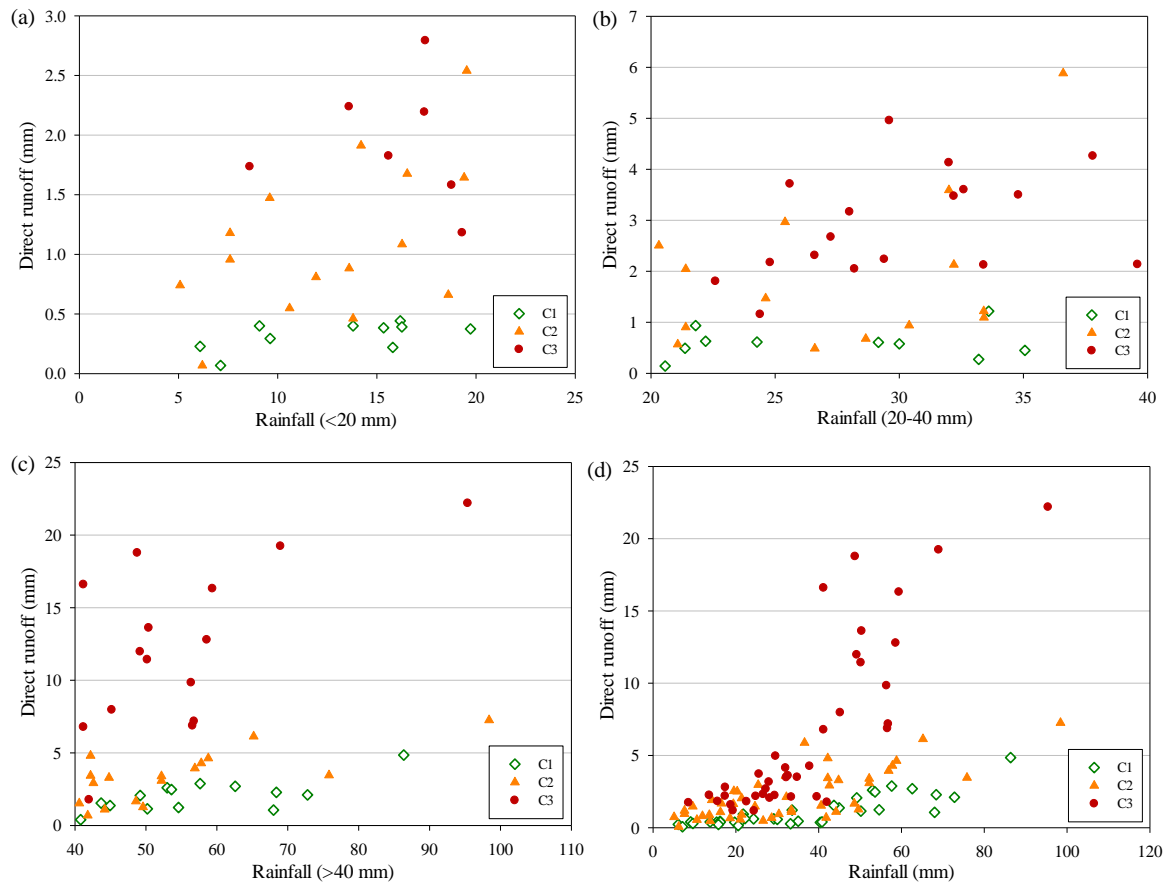 (a)
Direct runoff (mm)
3.0
2.5
2.0
1.5
1.0
0.5
0.0
0 5 10 15 20 25
Rainfall (<20 mm)
C1
C2
C3
(b)
Direct runoff (mm)
7
6
5
4
3
2
1
0
20 25 30 35 40
Rainfall (20-40 mm)
C1
C2
C3
(c)
Direct runoff (mm)
25
20
15
10
5
0
40 50 60 70 80 90 100 110
Rainfall (>40 mm)
C1
C2
C3
(d)
Direct runoff (mm)
25
20
15
10
5
0
0 20 40 60 80 100 120
Rainfall (mm)
C1
C2
C3